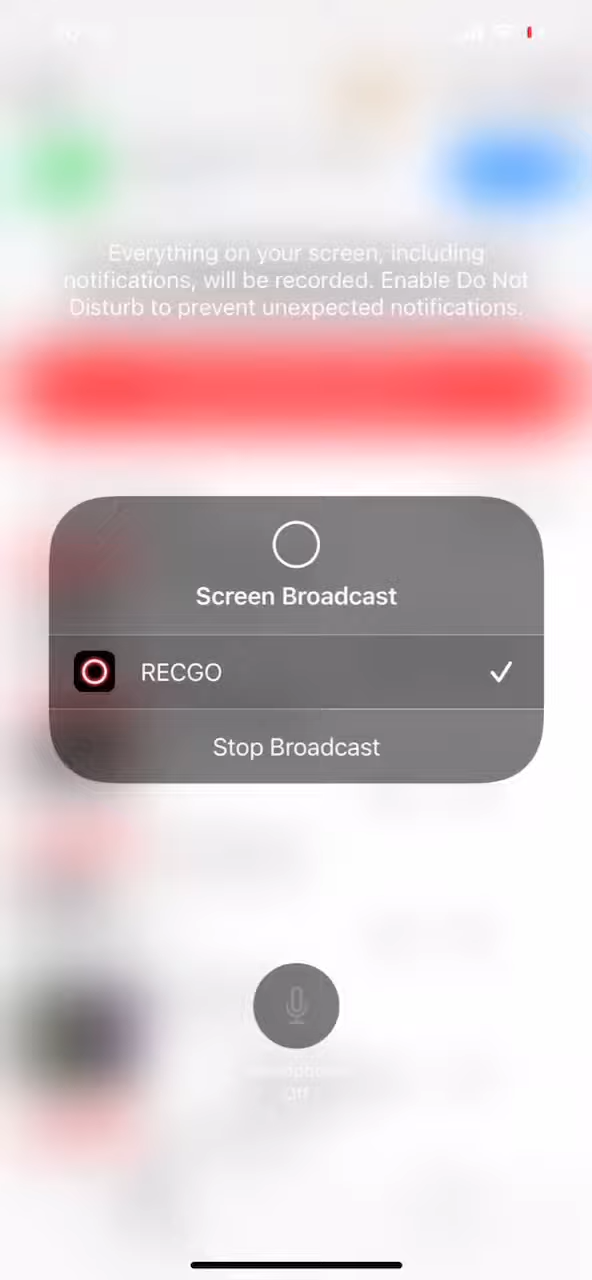 Everything on your screen, including
notifications, will be recorded. Enable Do Not
Disturb to prevent unexpected notifications.
Screen Broadcast
RECGO
Stop Broadcast
Off